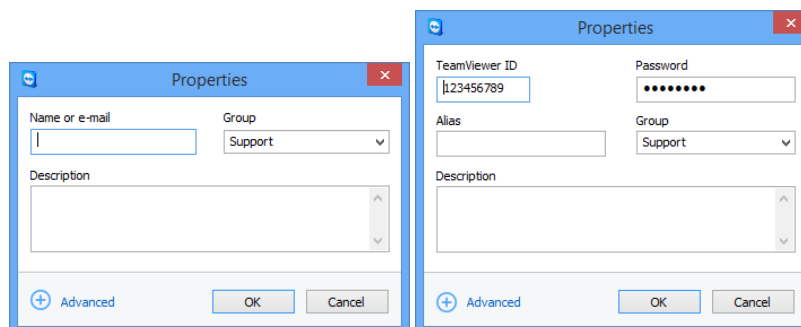 Properties
Name or e-mail Group
Support
Description
Advanced OK Cancel
Properties
TeamViewer ID Password
123456789 ••••••••
Alias Group
Support
Description
Advanced OK Cancel